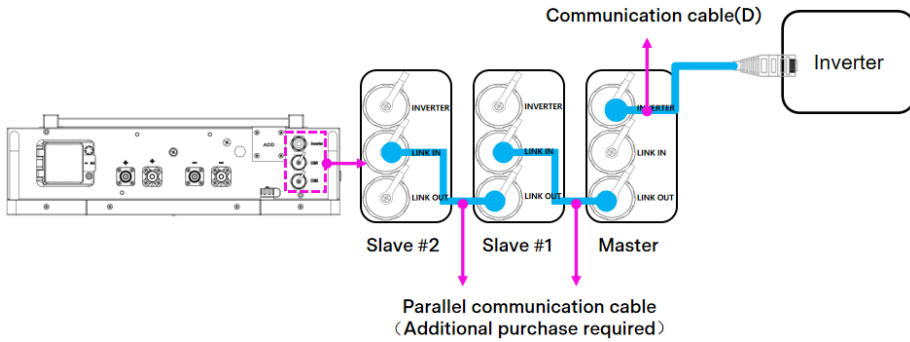 Communication cable(D)
Inverter
INVERTER
INVERTER
INVERTER
ADD
Inverter
LINK IN
LINK IN
LINK IN
+ + - -
LINK OUT
LINK OUT
LINK OUT
Slave #2
Slave #1
Master
Parallel communication cable
（Additional purchase required）